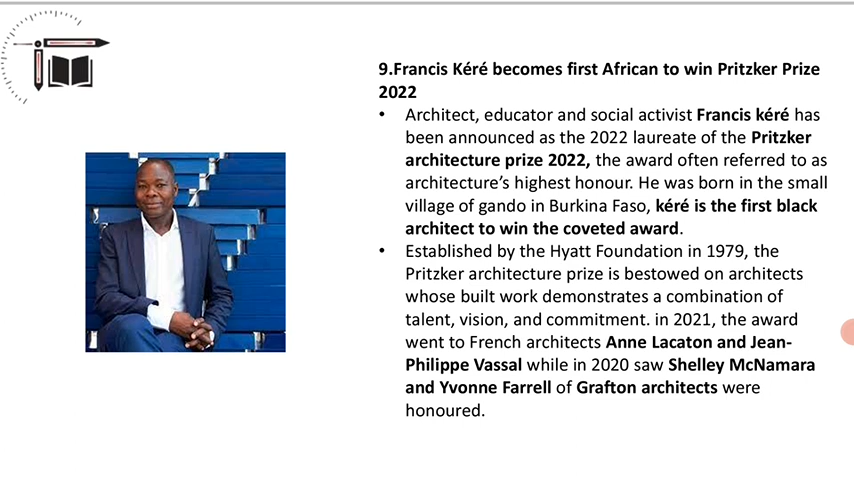 9.Francis Kéré becomes first African to win Pritzker Prize
2022
• Architect, educator and social activist Francis kéré has
been announced as the 2022 laureate of the Pritzker
architecture prize 2022, the award often referred to as
architecture’s highest honour. He was born in the small
village of gando in Burkina Faso, kéré is the first black
architect to win the coveted award.
• Established by the Hyatt Foundation in 1979, the
Pritzker architecture prize is bestowed on architects
whose built work demonstrates a combination of
talent, vision, and commitment. in 2021, the award
went to French architects Anne Lacaton and Jean-
Philippe Vassal while in 2020 saw Shelley McNamara
and Yvonne Farrell of Grafton architects were
honoured.